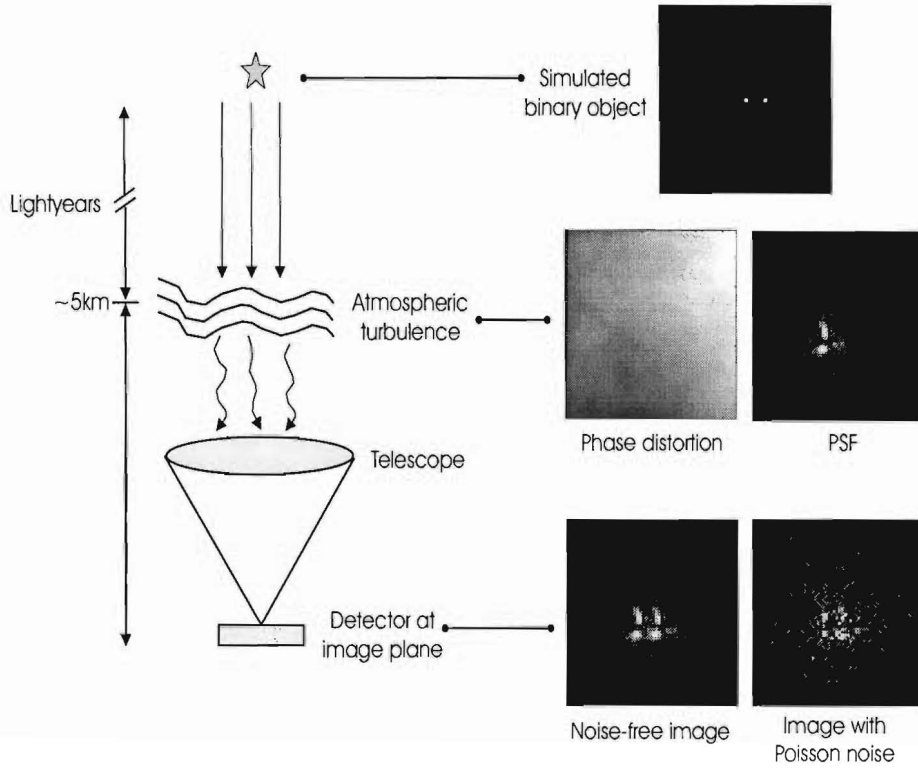 Simulated
binary object
Lightyears
~5km
Atmospheric
turbulence
Phase distortion
PSF
Telescope
Detector at
image plane
Noise-free image
Image with
Poisson noise